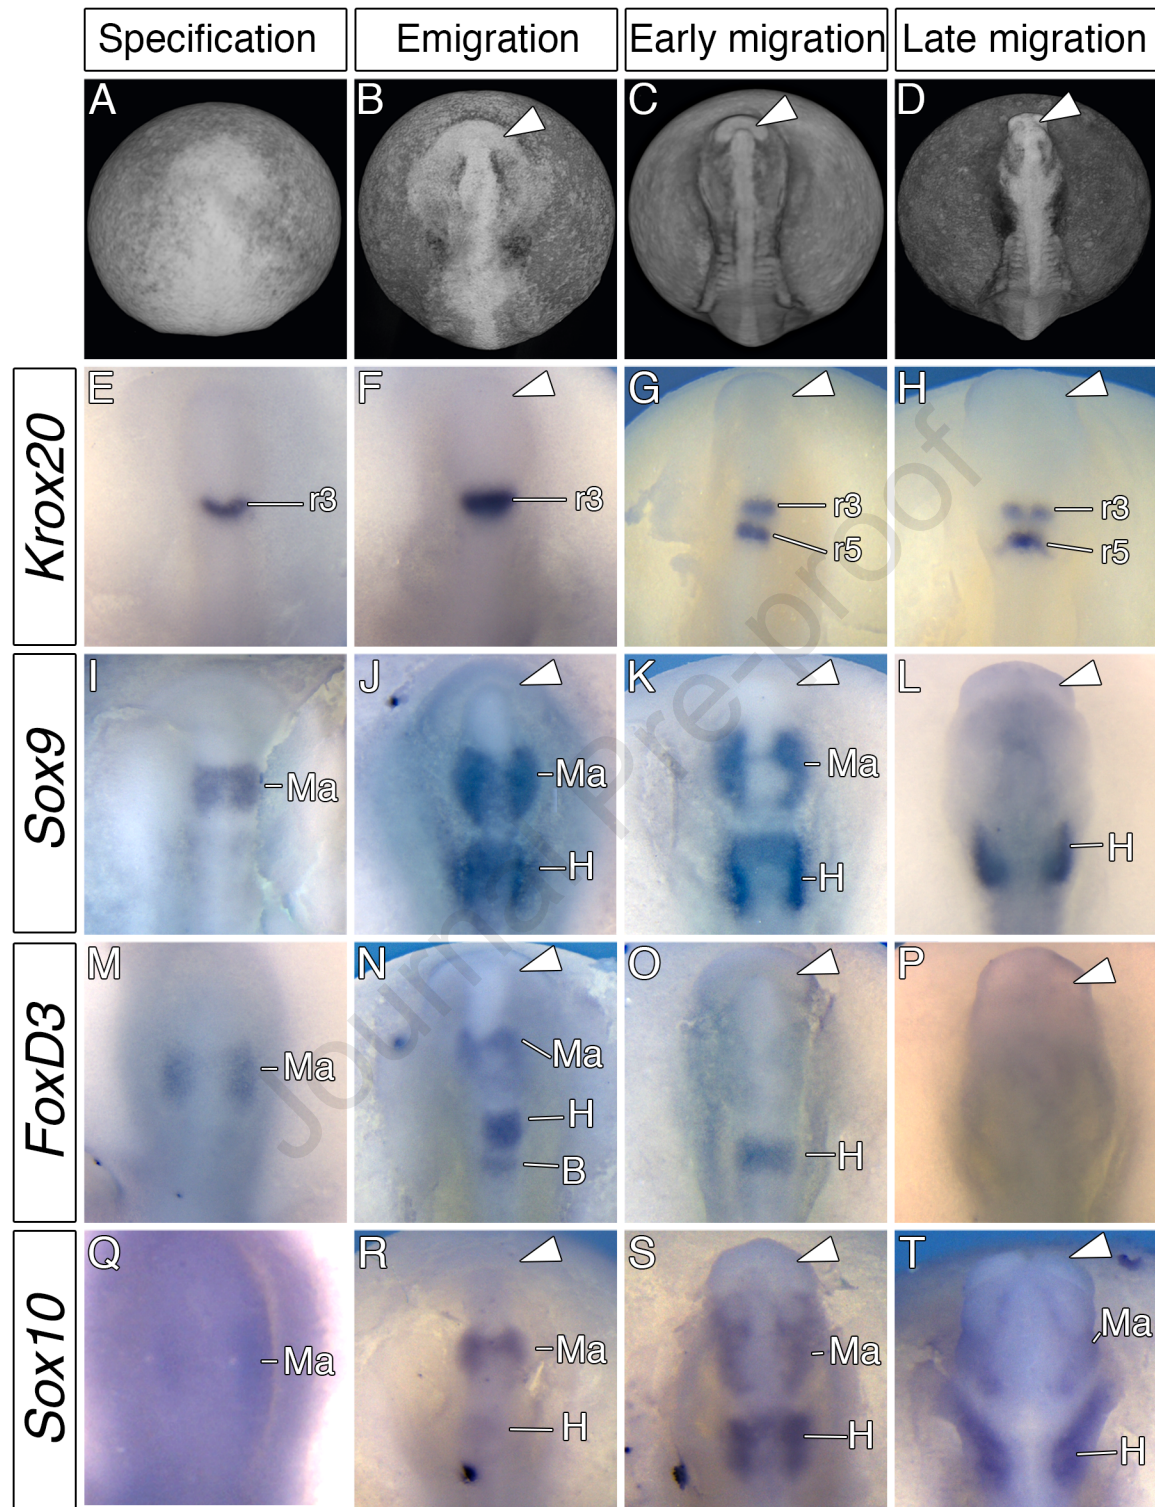 Specification Emigration Early migration Late migration
A B C D
Krox20
E F G H
r3 r3 r3 r3
r5 r5
Sox9
I J K L
Ma Ma Ma
H H H
FoxD3
M N O P
Ma Ma
H H
B
Sox10
Q R S T
Ma Ma Ma Ma
H H H
Journal Pre-proof